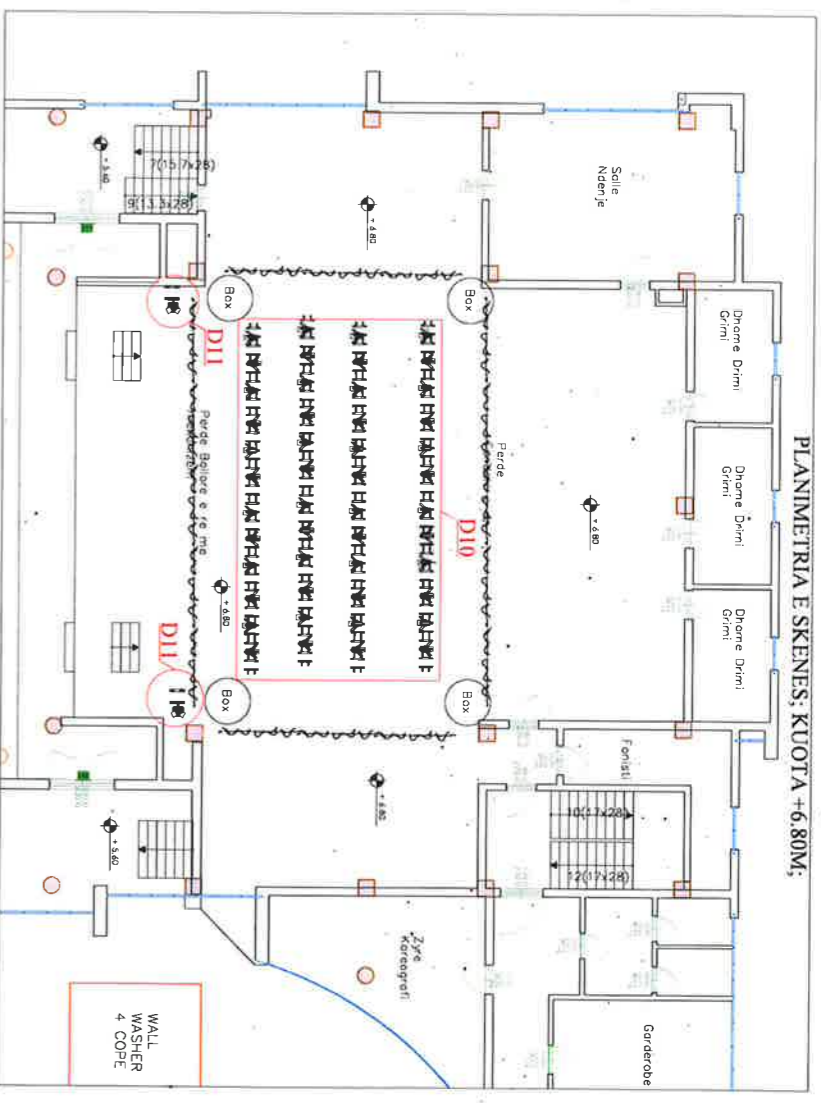 PLANIMETRIA E SKENES; KUOTA +6.80M;
Dhome Drimi
Grimi
Dhome Drimi
Grimi
Dhome Drimi
Grimi
Salle
Ndenje
+ 6.80
+ 6.80
+ 6.80
+ 6.80
+ 5.60
+ 5.60
7(15.7x28)
9(13.3x28)
Box
Box
Box
Box
Perde
D10
D11
D11
Perde Ballore e re me
Fonisti
10(17x28)
12(17x28)
Zyre
Koreografi
Garderobe
WALL
WASHER
4 COPE